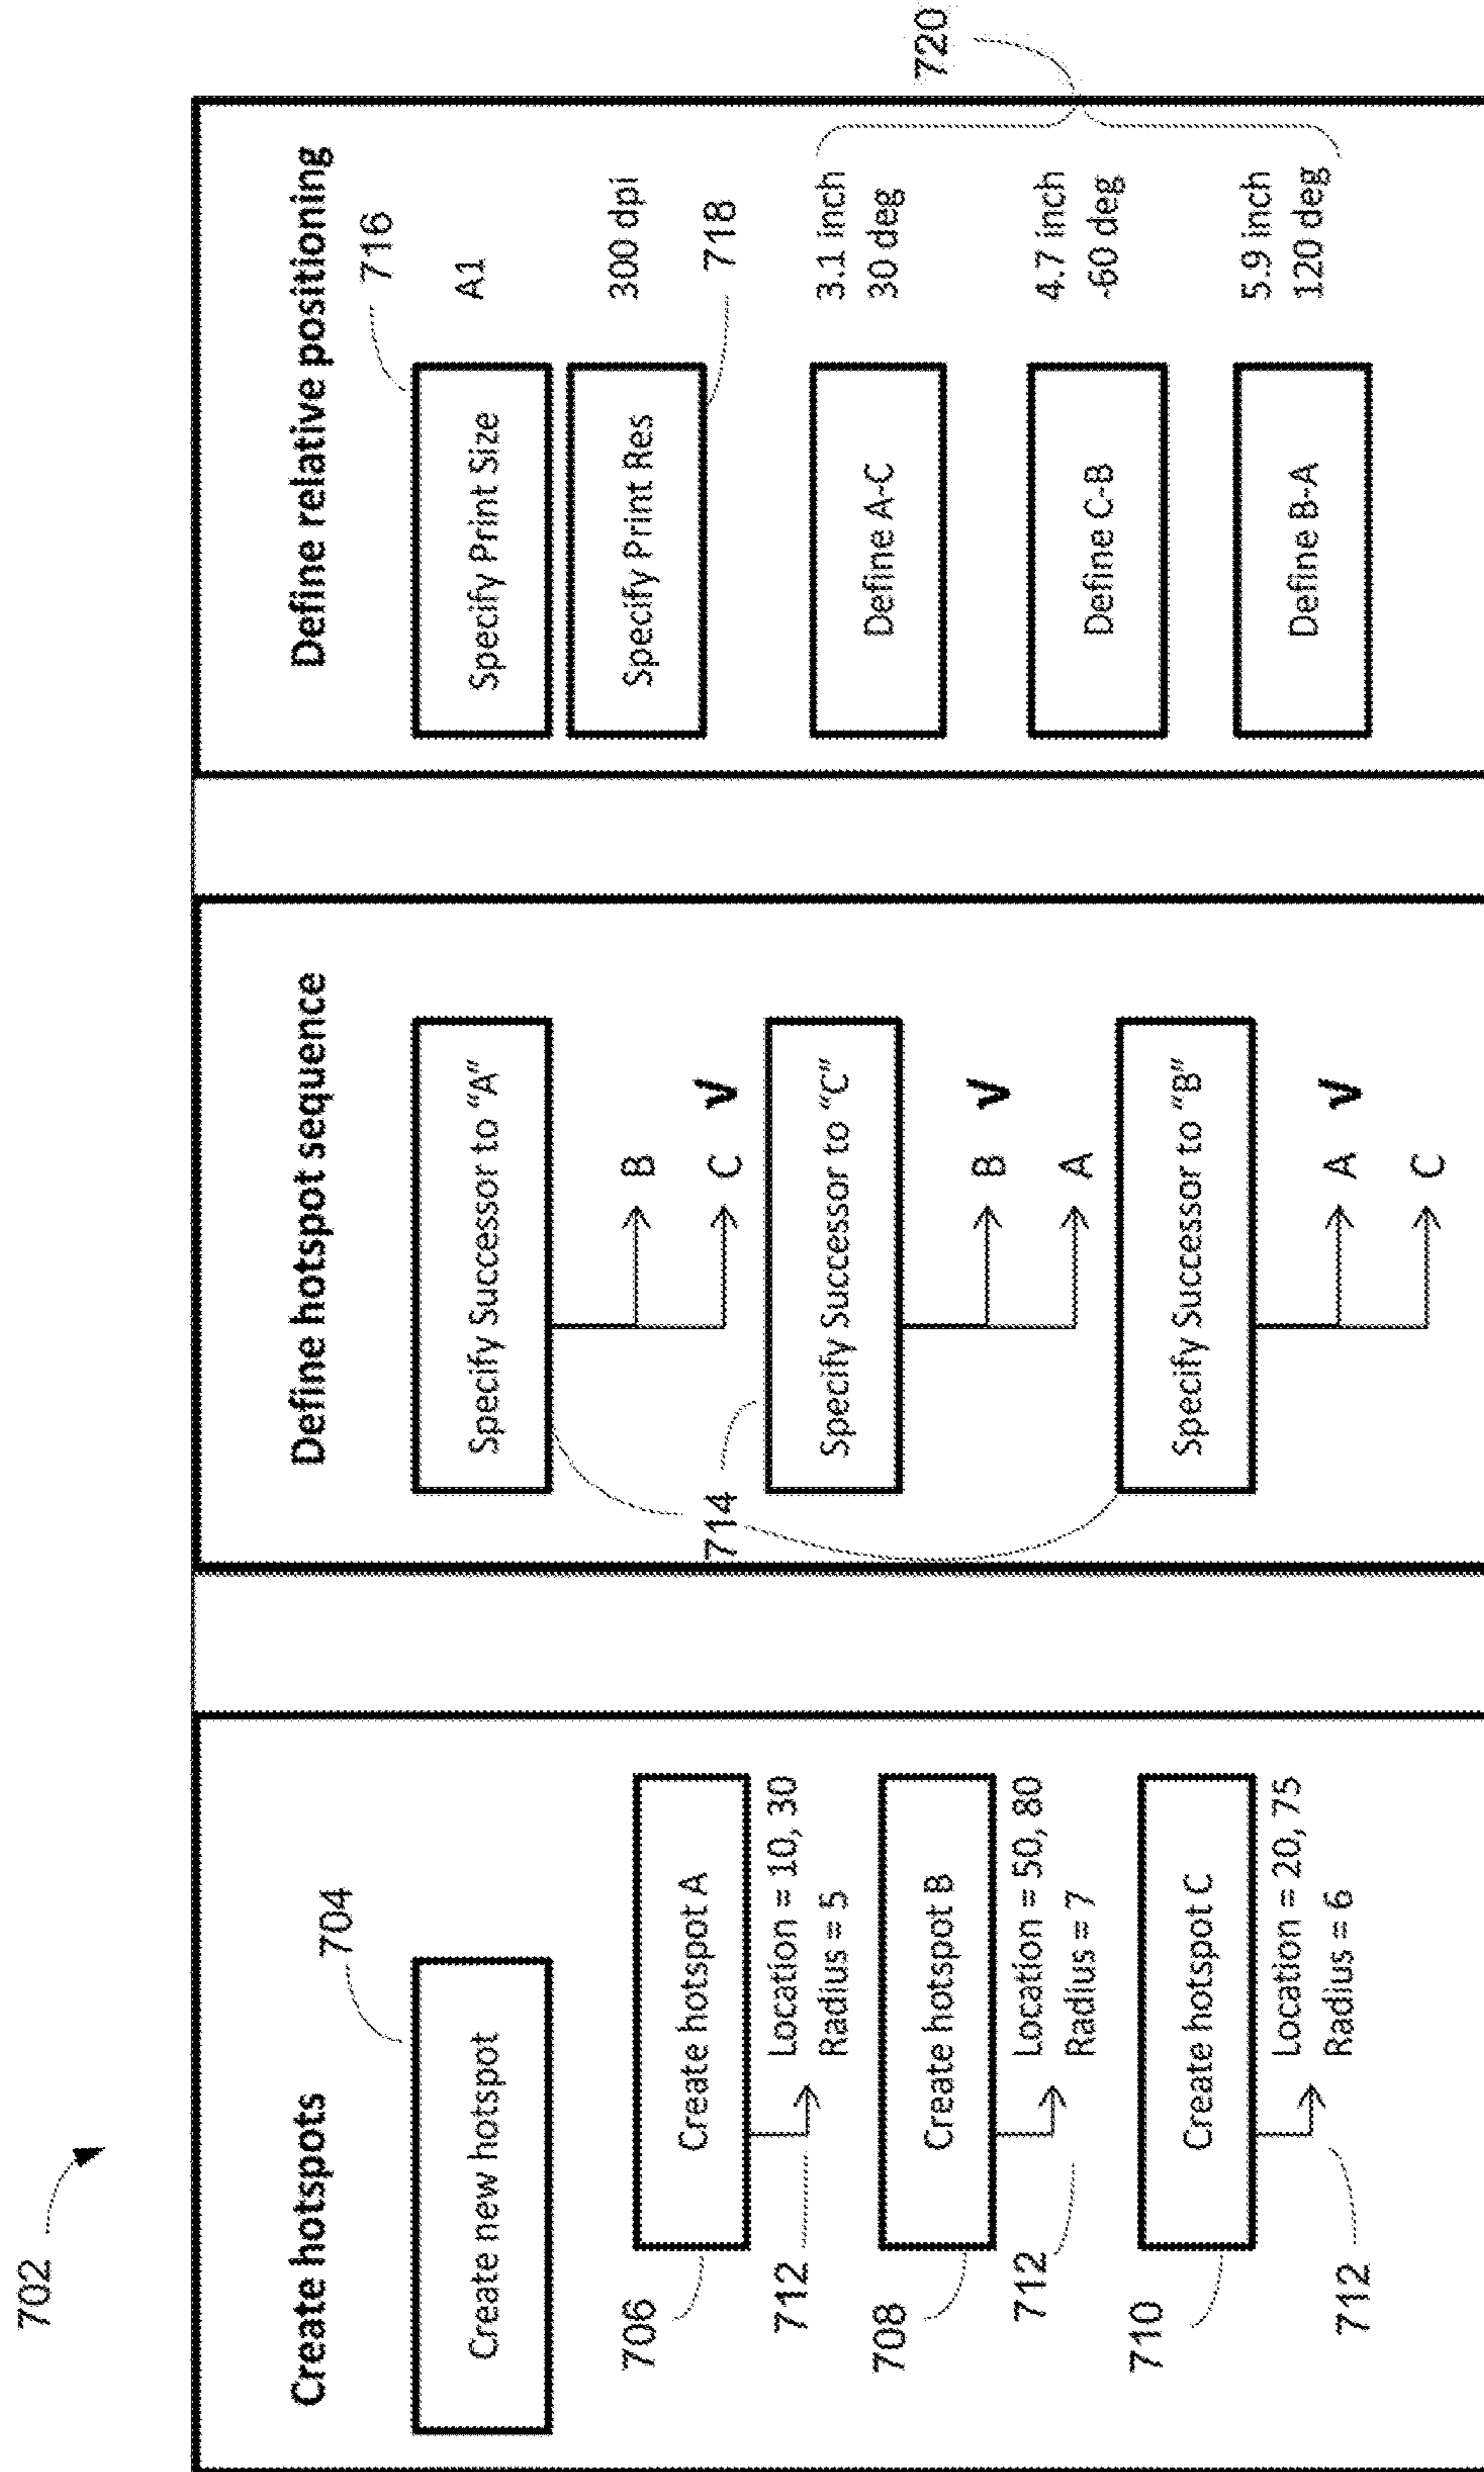 702
Create hotspots
704
Create new hotspot
706
Create hotspot A
712
Location = 10, 30
Radius = 5
708
Create hotspot B
712
Location = 50, 80
Radius = 7
710
Create hotspot C
712
Location = 20, 75
Radius = 6
Define hotspot sequence
Specify Successor to “A”
B
C √
714
Specify Successor to “C”
B √
A
Specify Successor to “B”
A √
C
Define relative positioning
716
Specify Print Size
A1
Specify Print Res
300 dpi
718
Define A-C
3.1 inch
30 deg
720
Define C-B
4.7 inch
-60 deg
Define B-A
5.9 inch
120 deg